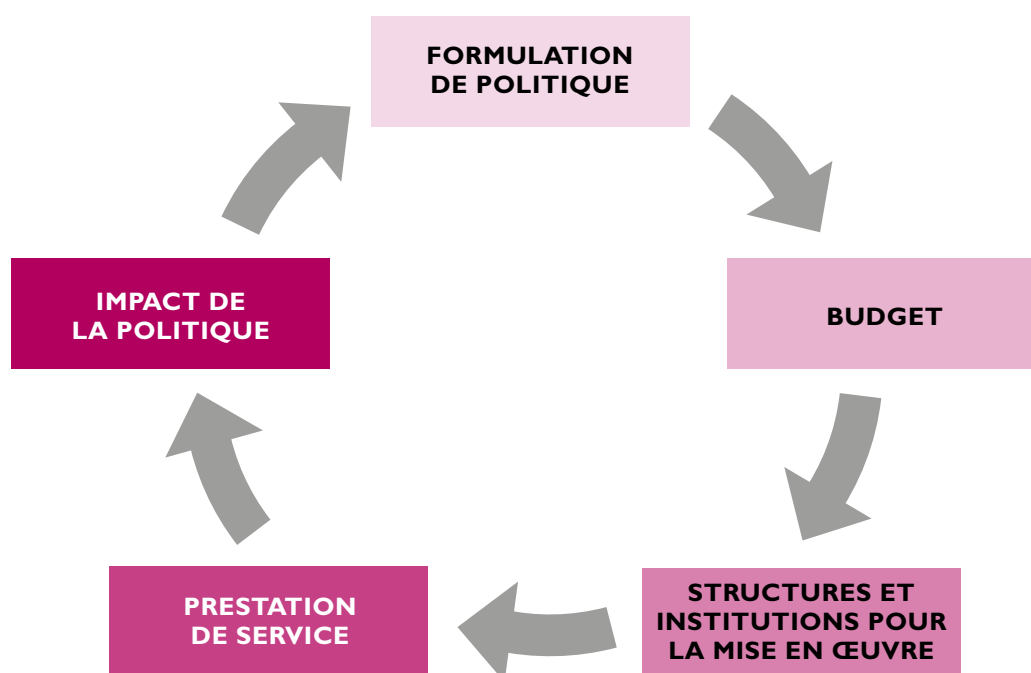 FORMULATION
DE POLITIQUE
BUDGET
STRUCTURES ET
INSTITUTIONS POUR
LA MISE EN ŒUVRE
PRESTATION
DE SERVICE
IMPACT DE
LA POLITIQUE